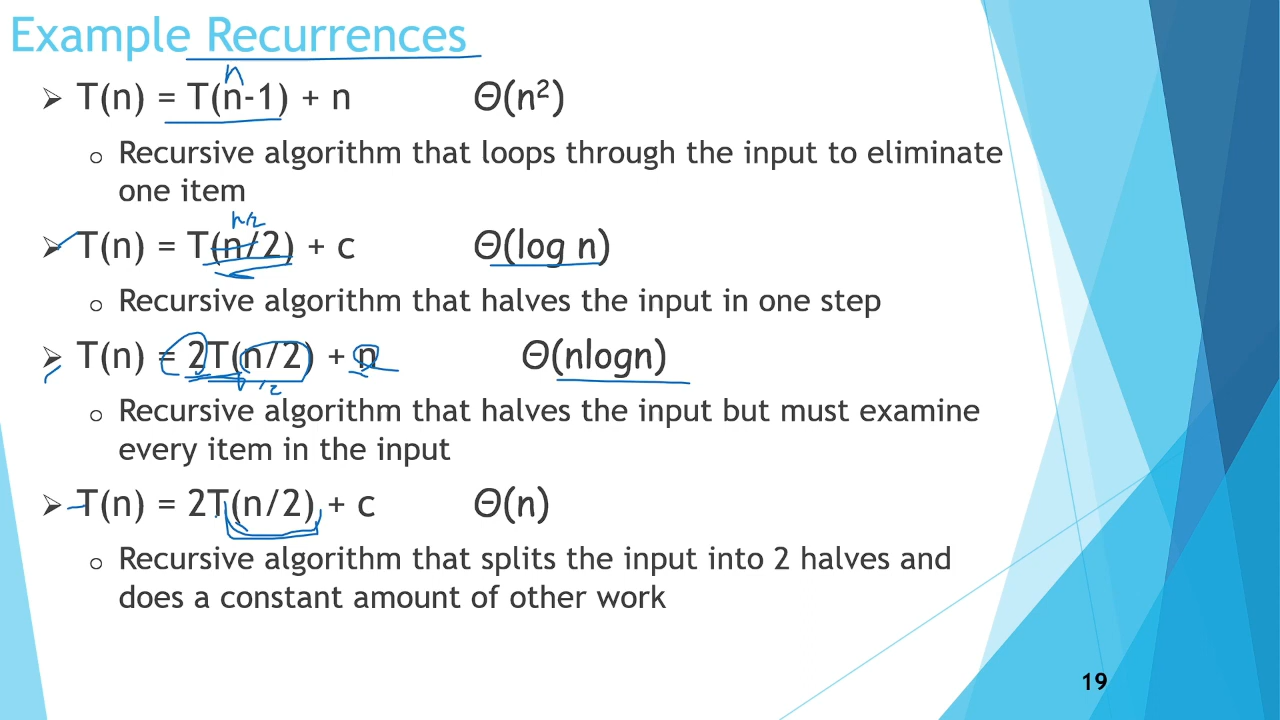 Example Recurrences
n
➢ T(n) = T(n-1) + n Θ(n²)
o Recursive algorithm that loops through the input to eliminate
one item
n/2
➢ T(n) = T(n/2) + c Θ(log n)
o Recursive algorithm that halves the input in one step
➢ T(n) = 2T(n/2) + n Θ(nlogn)
o Recursive algorithm that halves the input but must examine
every item in the input
➢ T(n) = 2T(n/2) + c Θ(n)
o Recursive algorithm that splits the input into 2 halves and
does a constant amount of other work
19